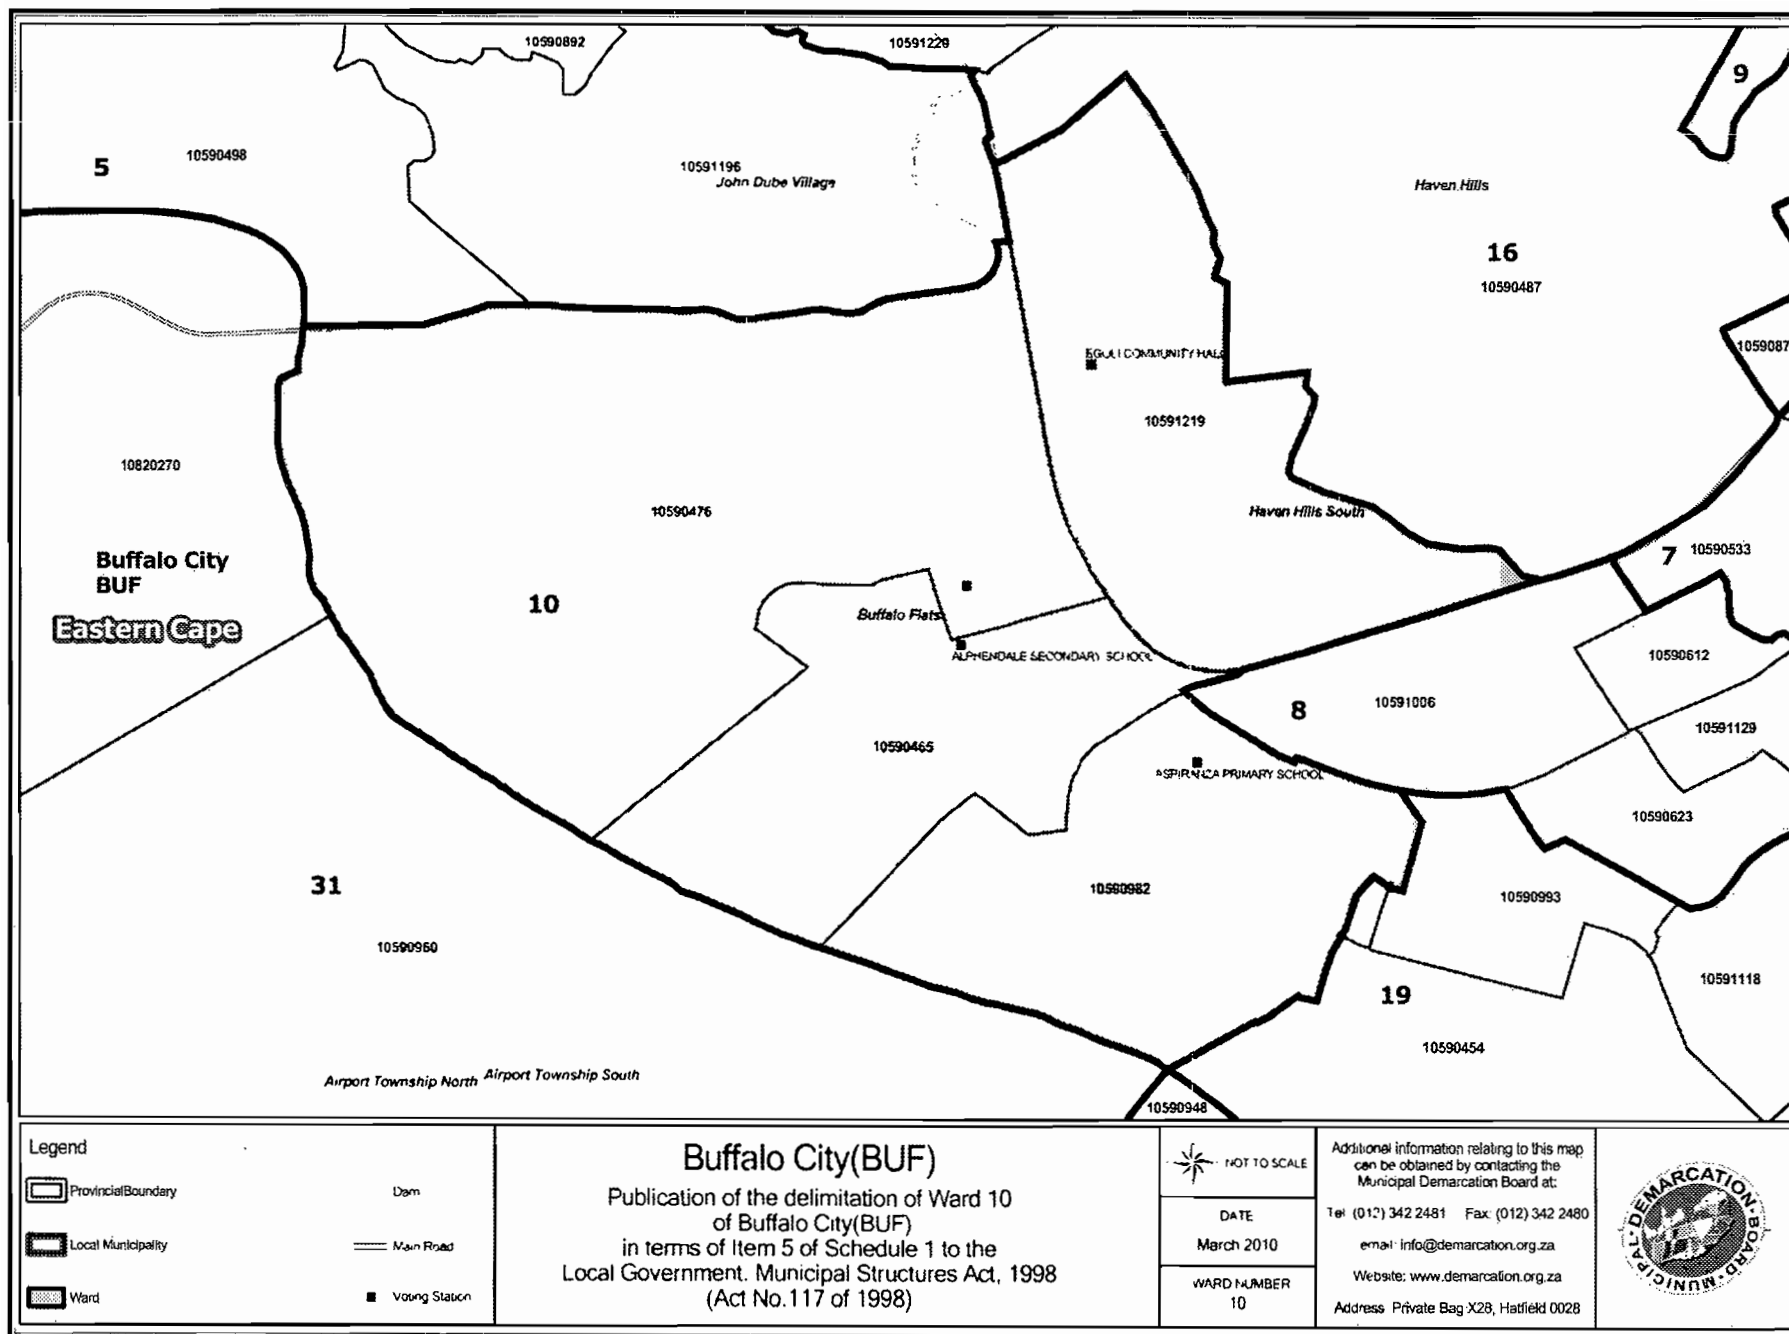 10590892
10591229
9
5
10590498
10591196
John Dube Village
Haven Hills
16
10590487
1059087
EGOLI COMMUNITY HALL
10591219
10820270
10590476
Haven Hills South
7
10590533
Buffalo City
BUF
10
Buffalo Flats
Eastern Cape
ALPHENDALE SECONDARY SCHOOL
10590612
8
10591006
10591129
10590465
ASPIRANZA PRIMARY SCHOOL
10590623
31
10590982
10590993
10590960
10591118
19
10590454
Airport Township North
Airport Township South
10590948
Legend
ProvincialBoundary
Dam
Local Municipality
Main Road
Ward
Voting Station
Buffalo City(BUF)
Publication of the delimitation of Ward 10
of Buffalo City(BUF)
in terms of Item 5 of Schedule 1 to the
Local Government. Municipal Structures Act, 1998
(Act No.117 of 1998)
NOT TO SCALE
DATE
March 2010
WARD NUMBER
10
Additional information relating to this map
can be obtained by contacting the
Municipal Demarcation Board at:
Tel (012) 342 2481 Fax: (012) 342 2480
email: info@demarcation.org.za
Website: www.demarcation.org.za
Address Private Bag X28, Hatfield 0028
MUNICIPAL DEMARCATION BOARD